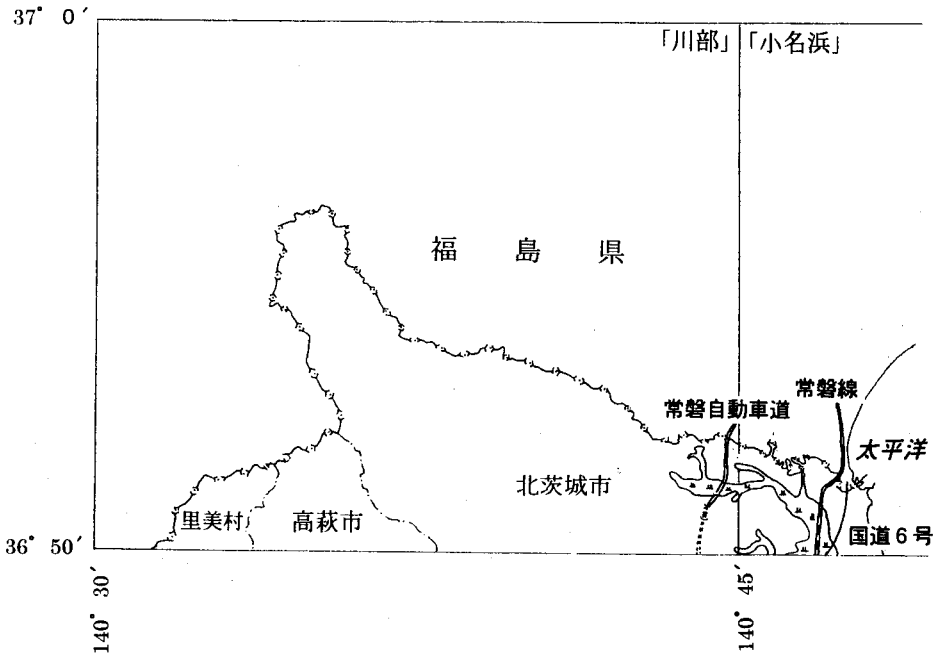 37° 0′
「川部」「小名浜」
福島県
常磐線
常磐自動車道
太平洋
北茨城市
里美村
高萩市
国道6号
36° 50′
140° 30′
140° 45′